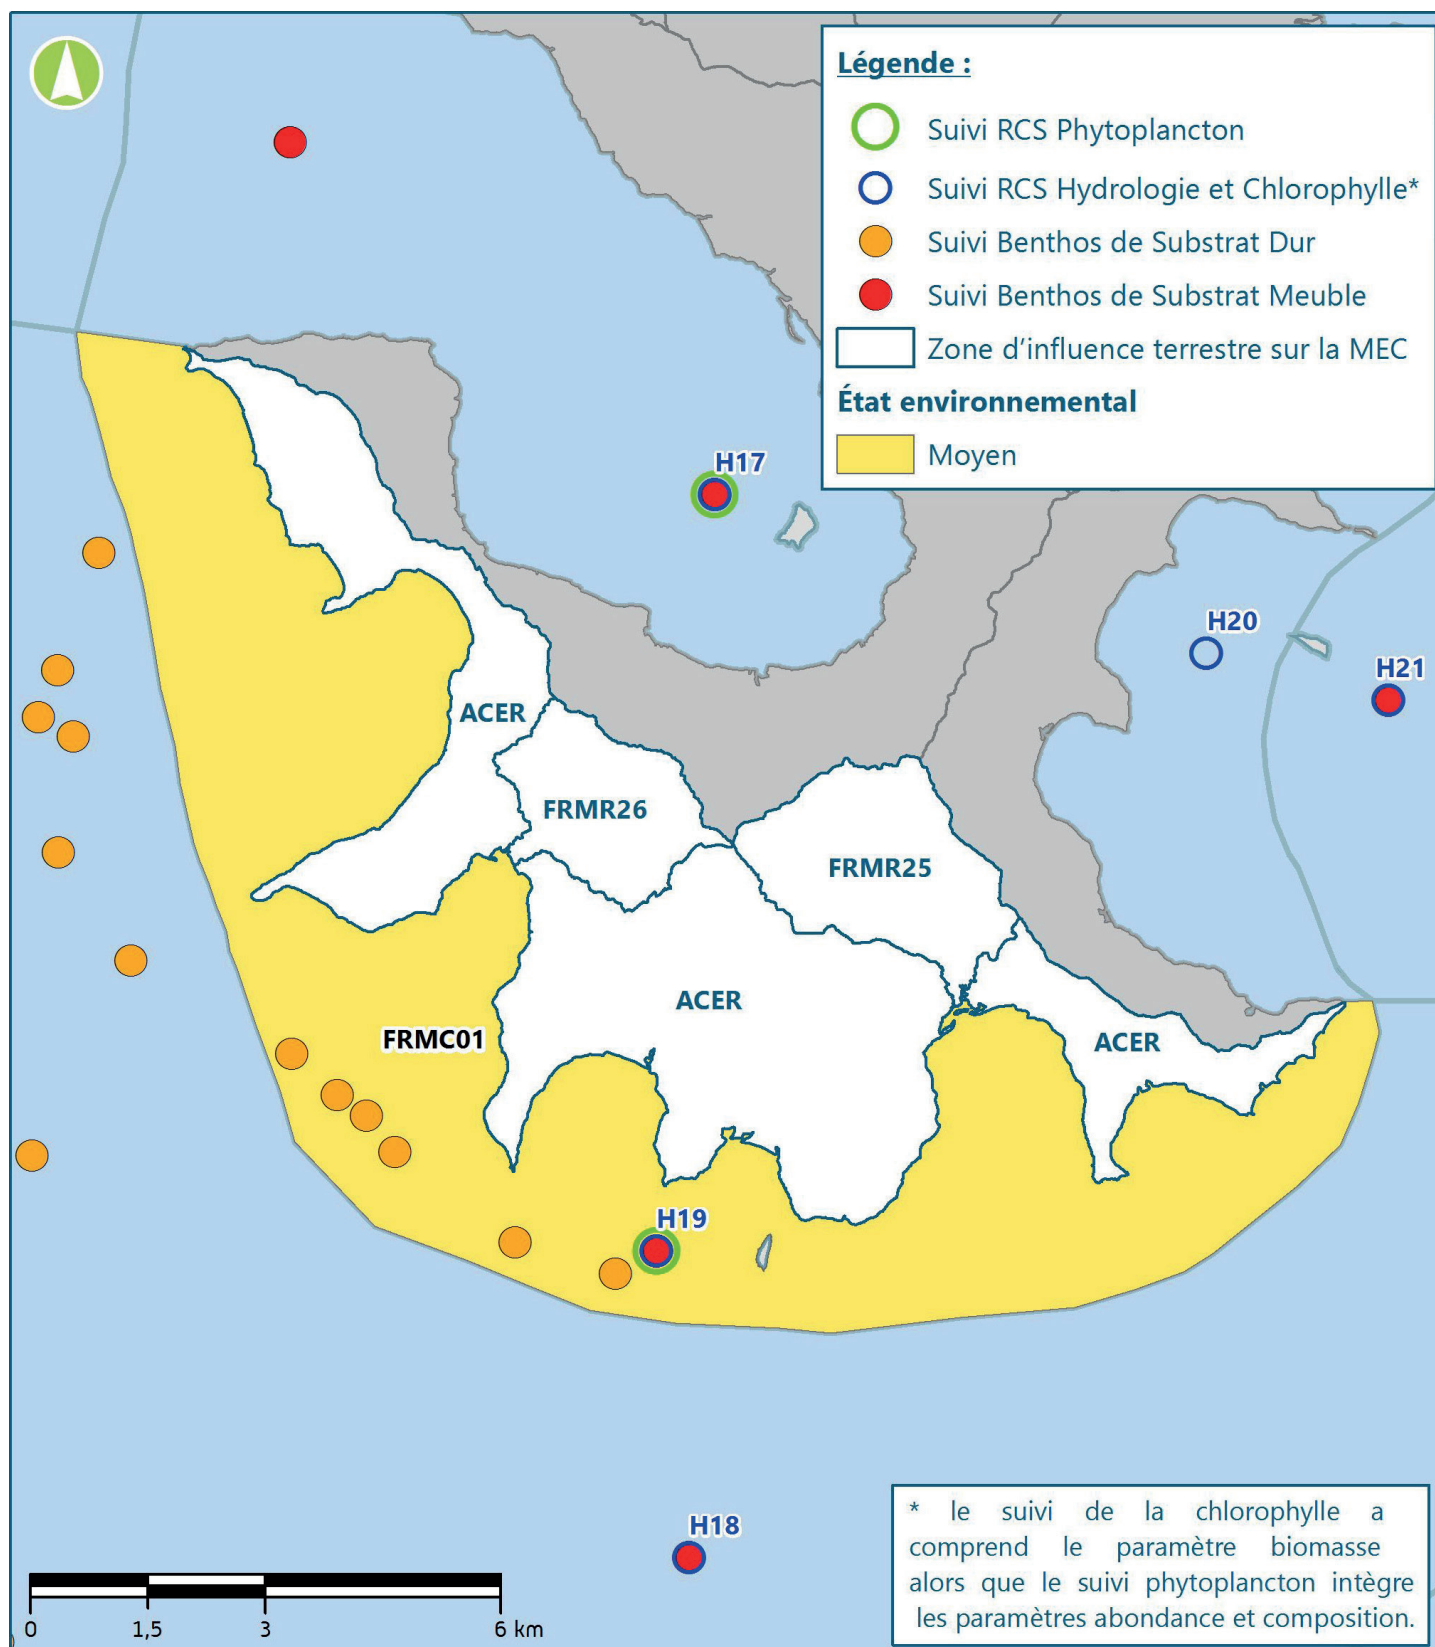 Légende :
Suivi RCS Phytoplancton
Suivi RCS Hydrologie et Chlorophylle*
Suivi Benthos de Substrat Dur
Suivi Benthos de Substrat Meuble
Zone d'influence terrestre sur la MEC
État environnemental
Moyen
H17
H20
H21
ACER
FRMR26
FRMR25
ACER
FRMC01
ACER
H19
H18
* le suivi de la chlorophylle a
comprend le paramètre biomasse
alors que le suivi phytoplancton intègre
les paramètres abondance et composition.
0 1,5 3 6 km